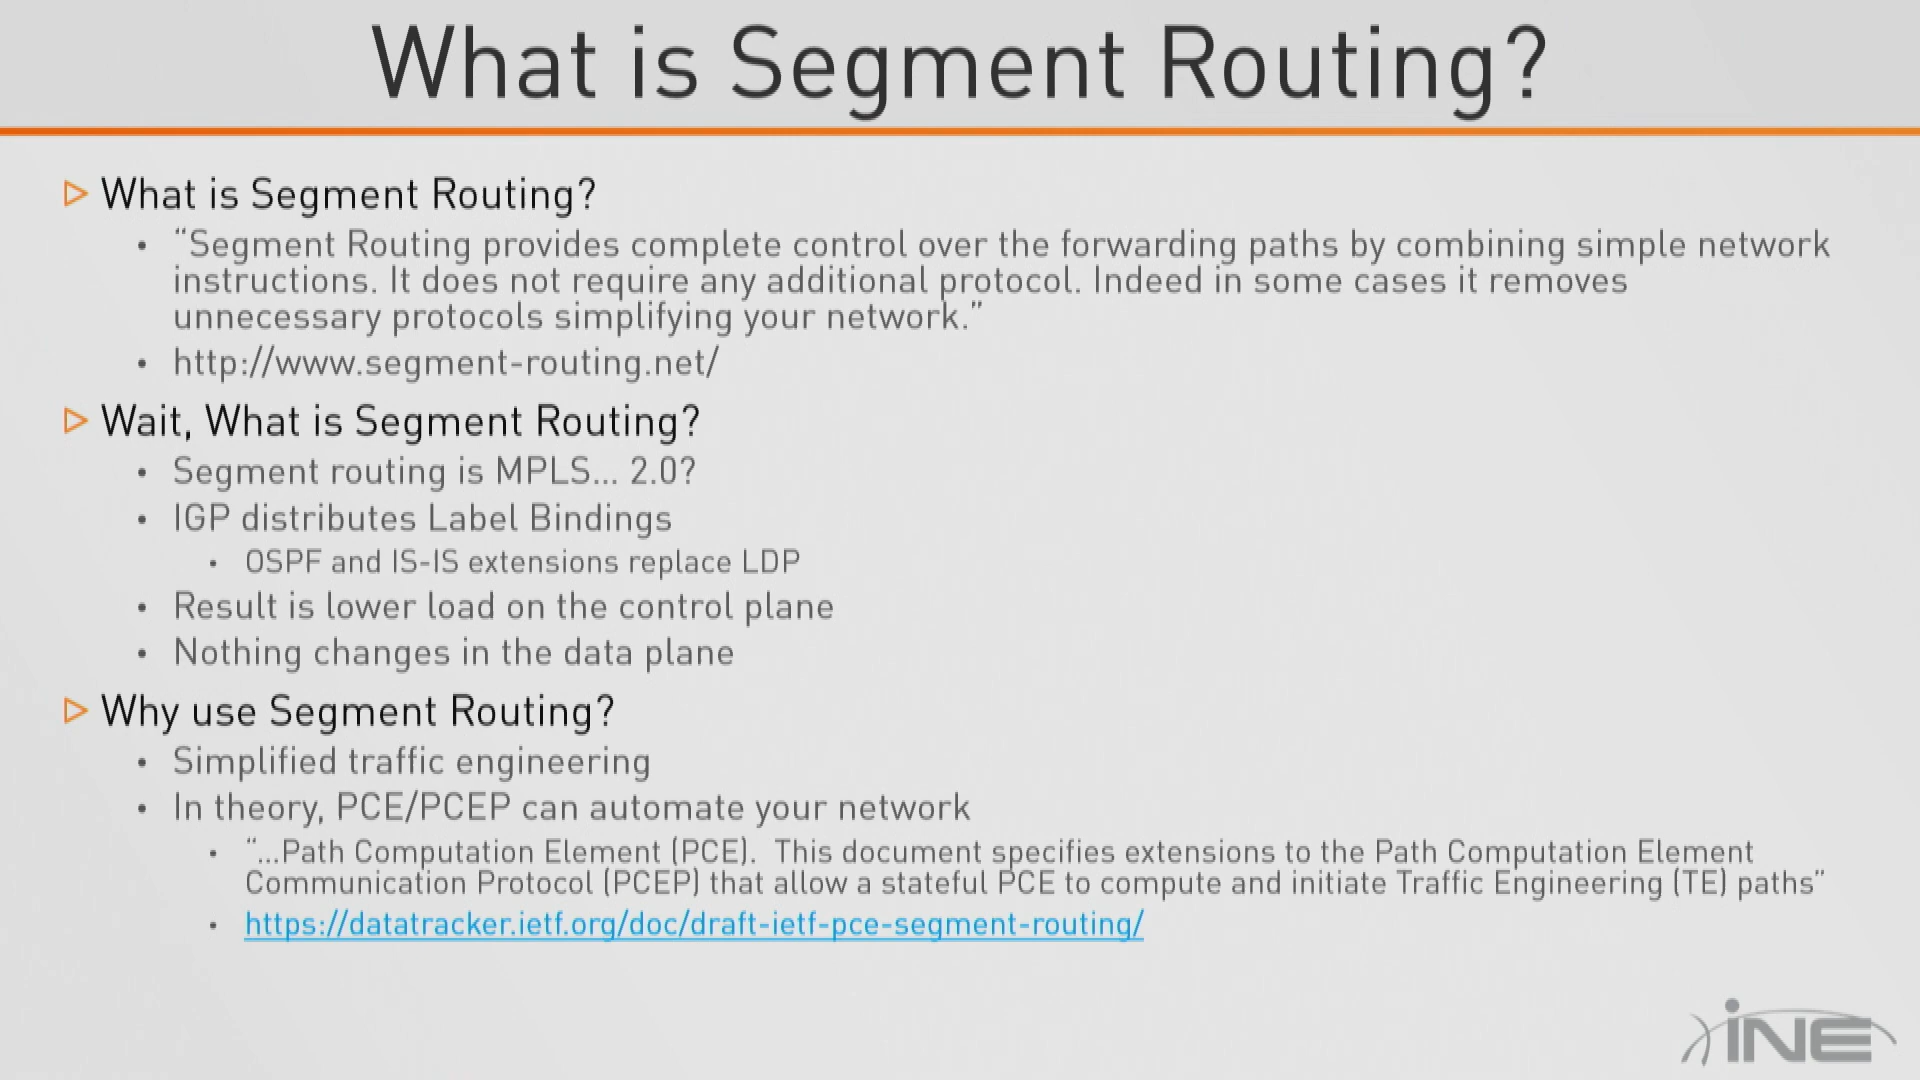 What is Segment Routing?
What is Segment Routing?
• “Segment Routing provides complete control over the forwarding paths by combining simple network
instructions. It does not require any additional protocol. Indeed in some cases it removes
unnecessary protocols simplifying your network.”
• http://www.segment-routing.net/
Wait, What is Segment Routing?
• Segment routing is MPLS… 2.0?
• IGP distributes Label Bindings
• OSPF and IS-IS extensions replace LDP
• Result is lower load on the control plane
• Nothing changes in the data plane
Why use Segment Routing?
• Simplified traffic engineering
• In theory, PCE/PCEP can automate your network
• “…Path Computation Element (PCE).  This document specifies extensions to the Path Computation Element
Communication Protocol (PCEP) that allow a stateful PCE to compute and initiate Traffic Engineering (TE) paths”
• https://datatracker.ietf.org/doc/draft-ietf-pce-segment-routing/
iNE